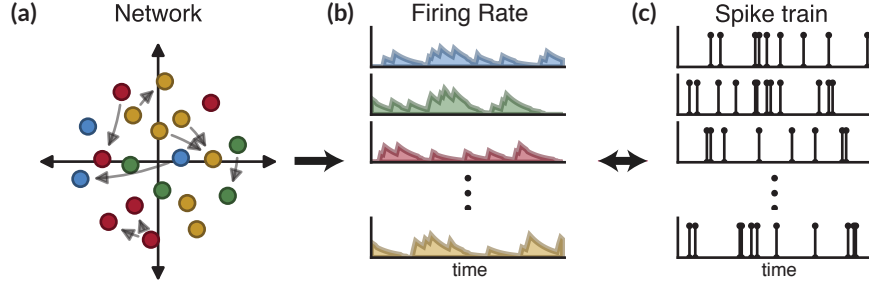 (a) Network
(b) Firing Rate
(c) Spike train
time
time